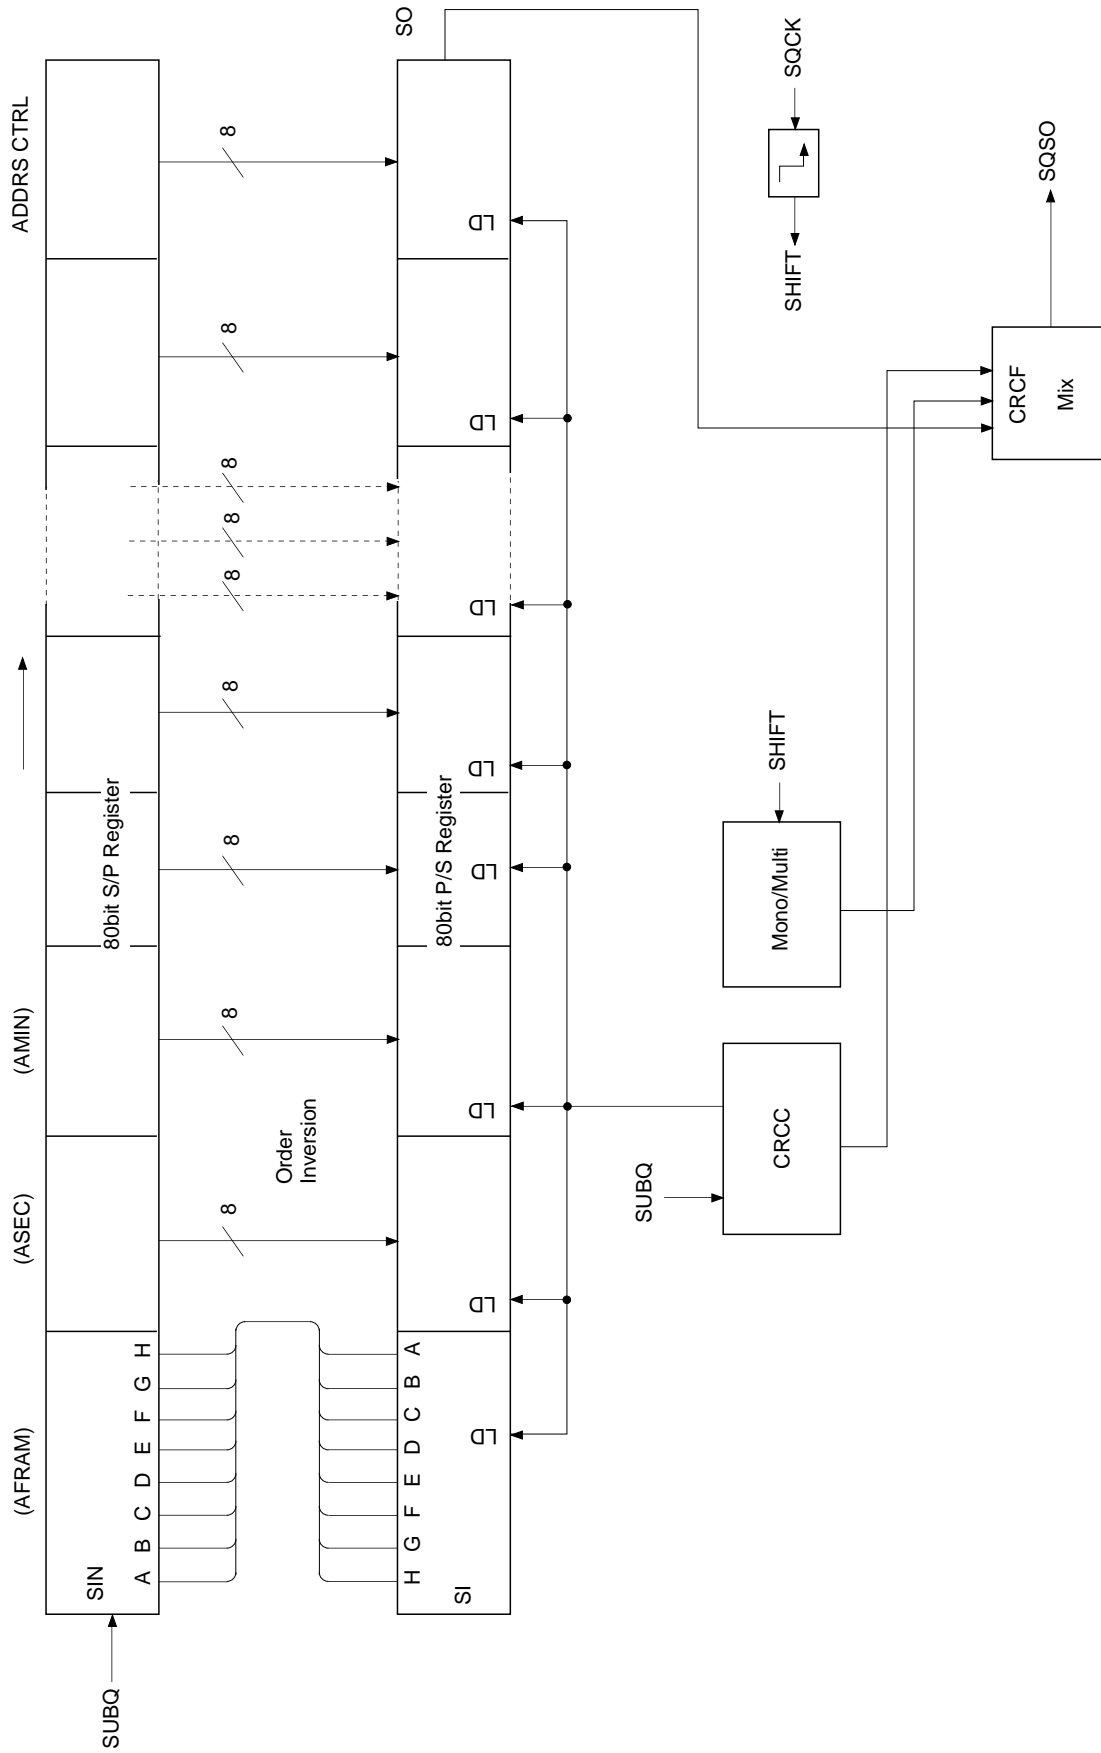 (AFRAM)
(ASEC)
(AMIN)
ADDRS CTRL
SUBQ
SIN
80bit S/P Register
A B C D E F G H
8
8
8
8
8
8
8
8
8
Order
Inversion
SO
H G F E D C B A
80bit P/S Register
SI
LD
LD
LD
LD
LD
LD
LD
LD
SUBQ
CRCC
Mono/Multi
SHIFT
SHIFT
SQCK
CRCF
Mix
SQSO